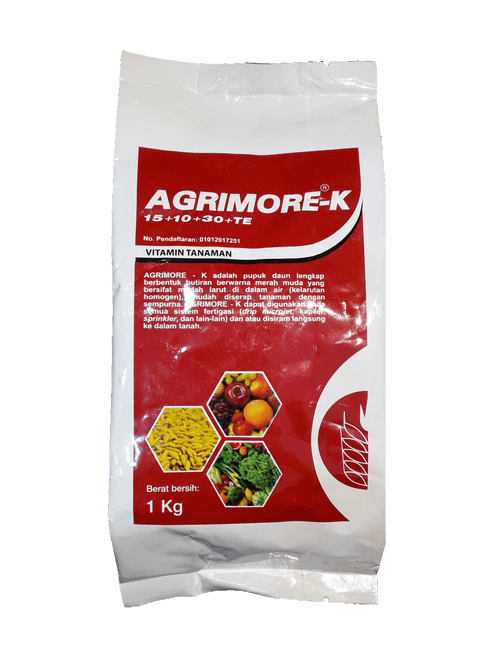 AGRIMORE-K®
15+10+30+TE
No. Pendaftaran: 01012017251
VITAMIN TANAMAN
AGRIMORE - K adalah pupuk daun lengkap
berbentuk butiran berwarna merah muda yang
bersifat mudah larut di dalam air (kelarutan
homogen), mudah diserap tanaman dengan
sempurna. AGRIMORE - K dapat digunakan pada
semua sistem fertigasi (drip microjet, kapiler,
sprinkler, dan lain-lain) dan atau disiram langsung
ke dalam tanah.
Berat bersih:
1 Kg